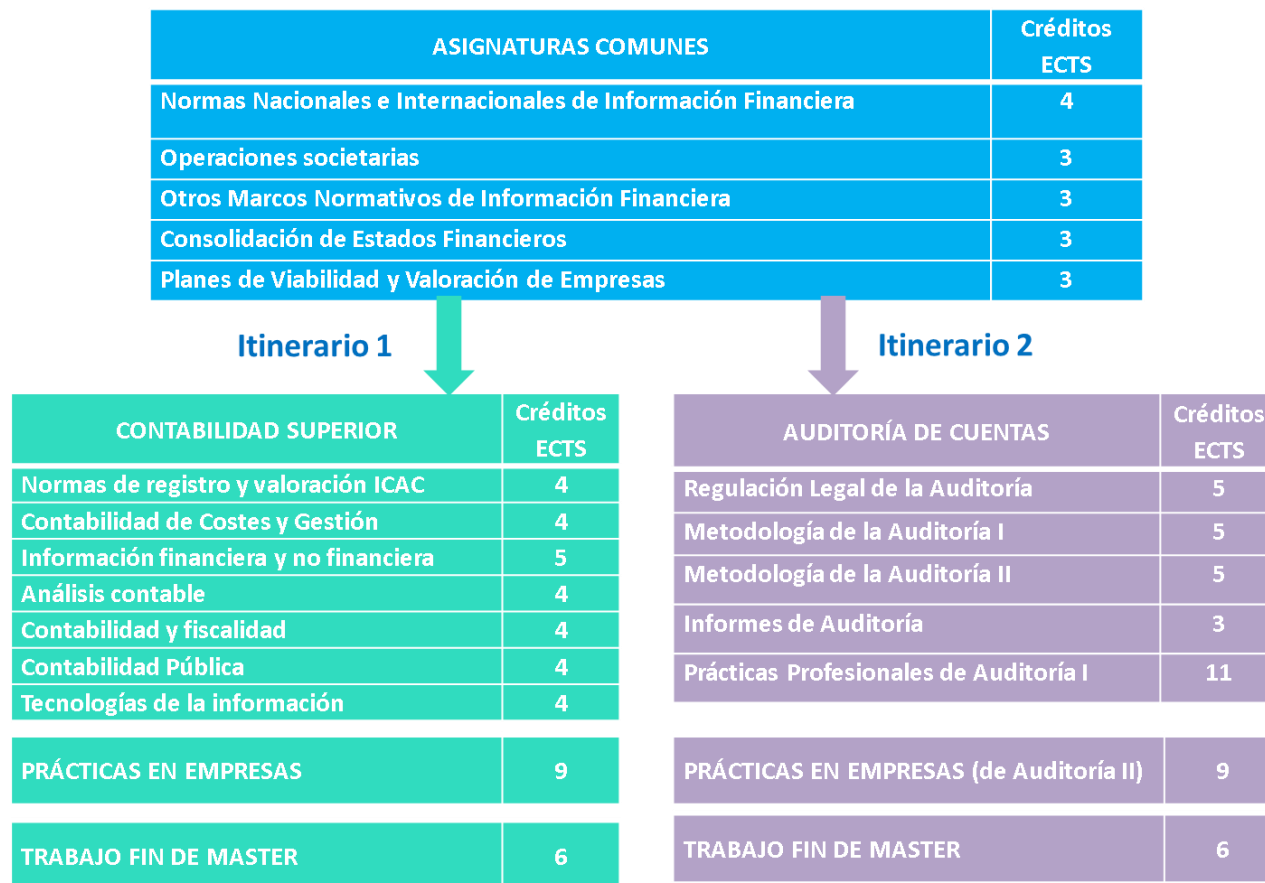 ASIGNATURAS COMUNES Créditos
ECTS
Normas Nacionales e Internacionales de Información Financiera 4
Operaciones societarias 3
Otros Marcos Normativos de Información Financiera 3
Consolidación de Estados Financieros 3
Planes de Viabilidad y Valoración de Empresas 3
Itinerario 1
Itinerario 2
CONTABILIDAD SUPERIOR Créditos
ECTS
Normas de registro y valoración ICAC 4
Contabilidad de Costes y Gestión 4
Información financiera y no financiera 5
Análisis contable 4
Contabilidad y fiscalidad 4
Contabilidad Pública 4
Tecnologías de la información 4
PRÁCTICAS EN EMPRESAS 9
TRABAJO FIN DE MASTER 6
AUDITORÍA DE CUENTAS Créditos
ECTS
Regulación Legal de la Auditoría 5
Metodología de la Auditoría I 5
Metodología de la Auditoría II 5
Informes de Auditoría 3
Prácticas Profesionales de Auditoría I 11
PRÁCTICAS EN EMPRESAS (de Auditoría II) 9
TRABAJO FIN DE MASTER 6